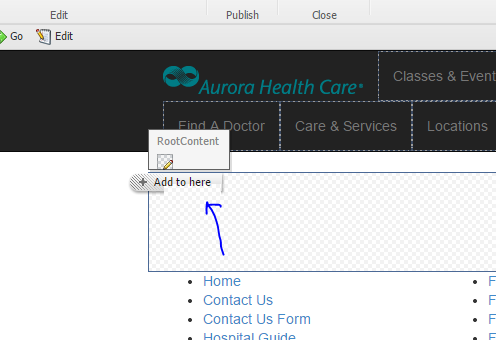 Edit Publish Close
Go Edit
Aurora Health Care®
Classes & Event
Find A Doctor Care & Services Locations
RootContent
+ Add to here
Home
Contact Us
Contact Us Form
Hospital Guide
F
F
F
F